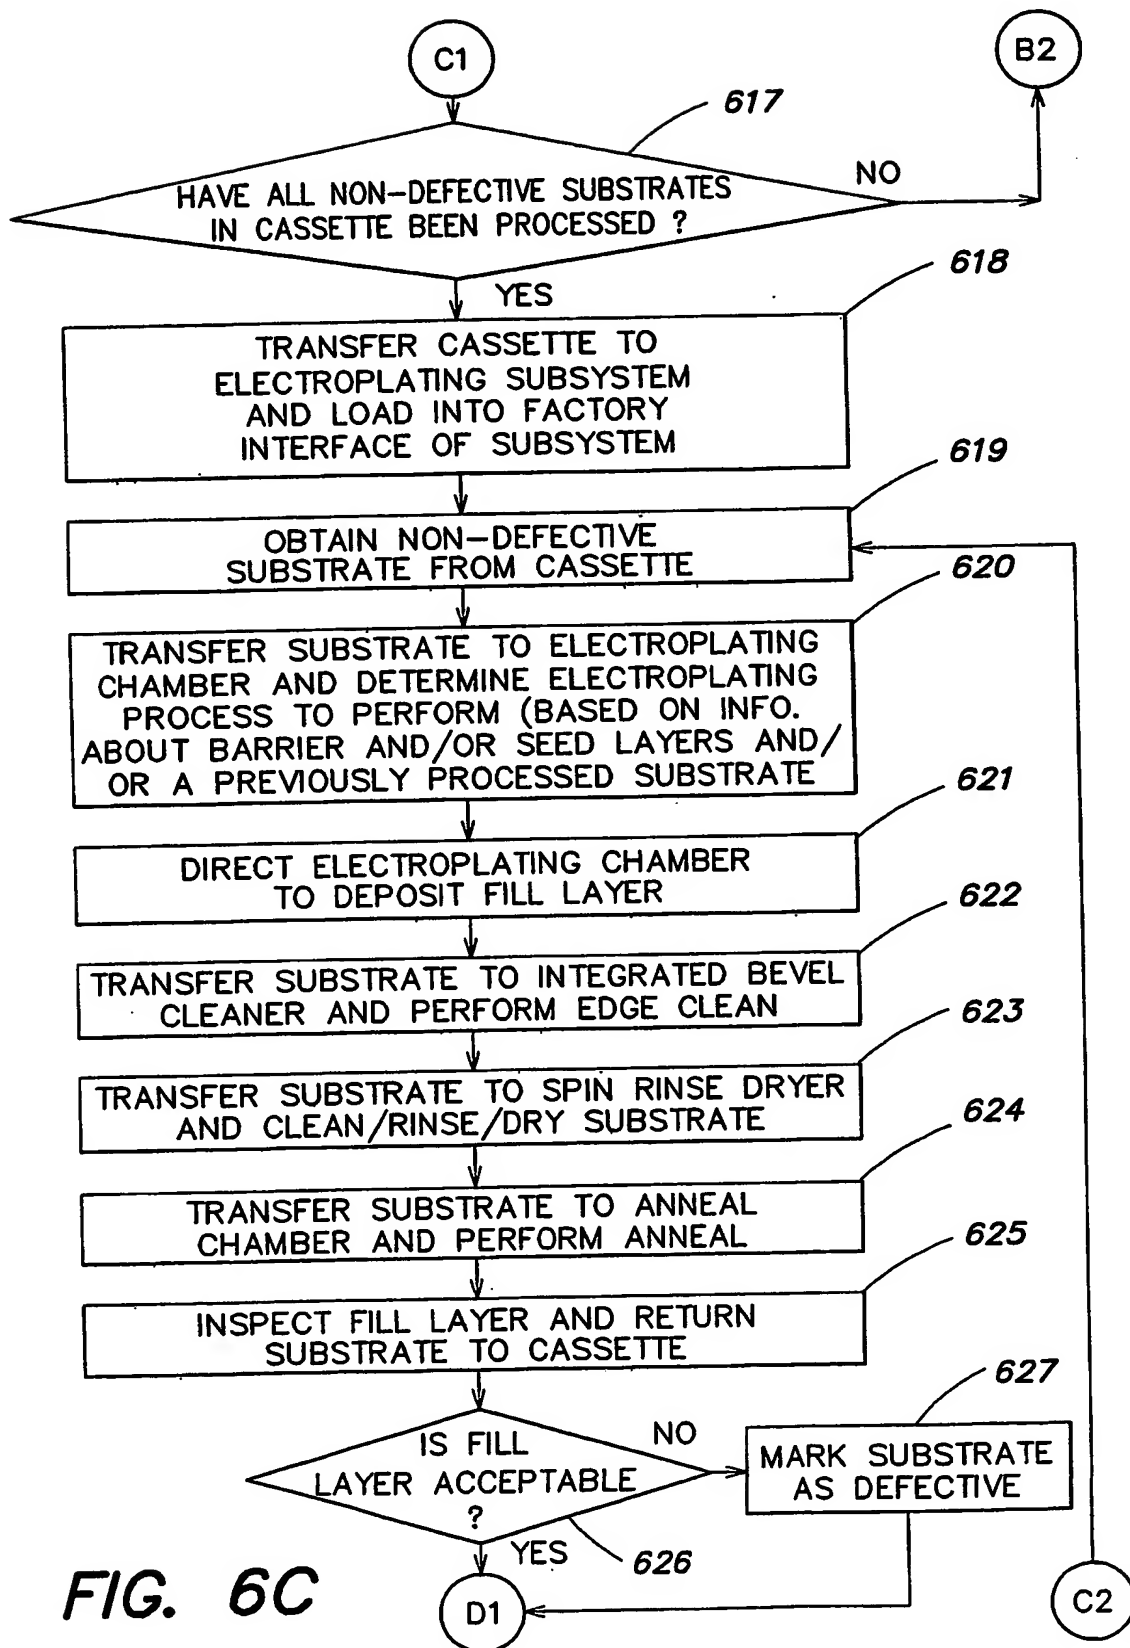 C1
B2
617
HAVE ALL NON-DEFECTIVE SUBSTRATES
IN CASSETTE BEEN PROCESSED ?
NO
YES
618
TRANSFER CASSETTE TO
ELECTROPLATING SUBSYSTEM
AND LOAD INTO FACTORY
INTERFACE OF SUBSYSTEM
619
OBTAIN NON-DEFECTIVE
SUBSTRATE FROM CASSETTE
620
TRANSFER SUBSTRATE TO ELECTROPLATING
CHAMBER AND DETERMINE ELECTROPLATING
PROCESS TO PERFORM (BASED ON INFO.
ABOUT BARRIER AND/OR SEED LAYERS AND/
OR A PREVIOUSLY PROCESSED SUBSTRATE
621
DIRECT ELECTROPLATING CHAMBER
TO DEPOSIT FILL LAYER
622
TRANSFER SUBSTRATE TO INTEGRATED BEVEL
CLEANER AND PERFORM EDGE CLEAN
623
TRANSFER SUBSTRATE TO SPIN RINSE DRYER
AND CLEAN/RINSE/DRY SUBSTRATE
624
TRANSFER SUBSTRATE TO ANNEAL
CHAMBER AND PERFORM ANNEAL
625
INSPECT FILL LAYER AND RETURN
SUBSTRATE TO CASSETTE
627
IS FILL
LAYER ACCEPTABLE
?
NO
MARK SUBSTRATE
AS DEFECTIVE
YES
626
D1
C2
FIG. 6C